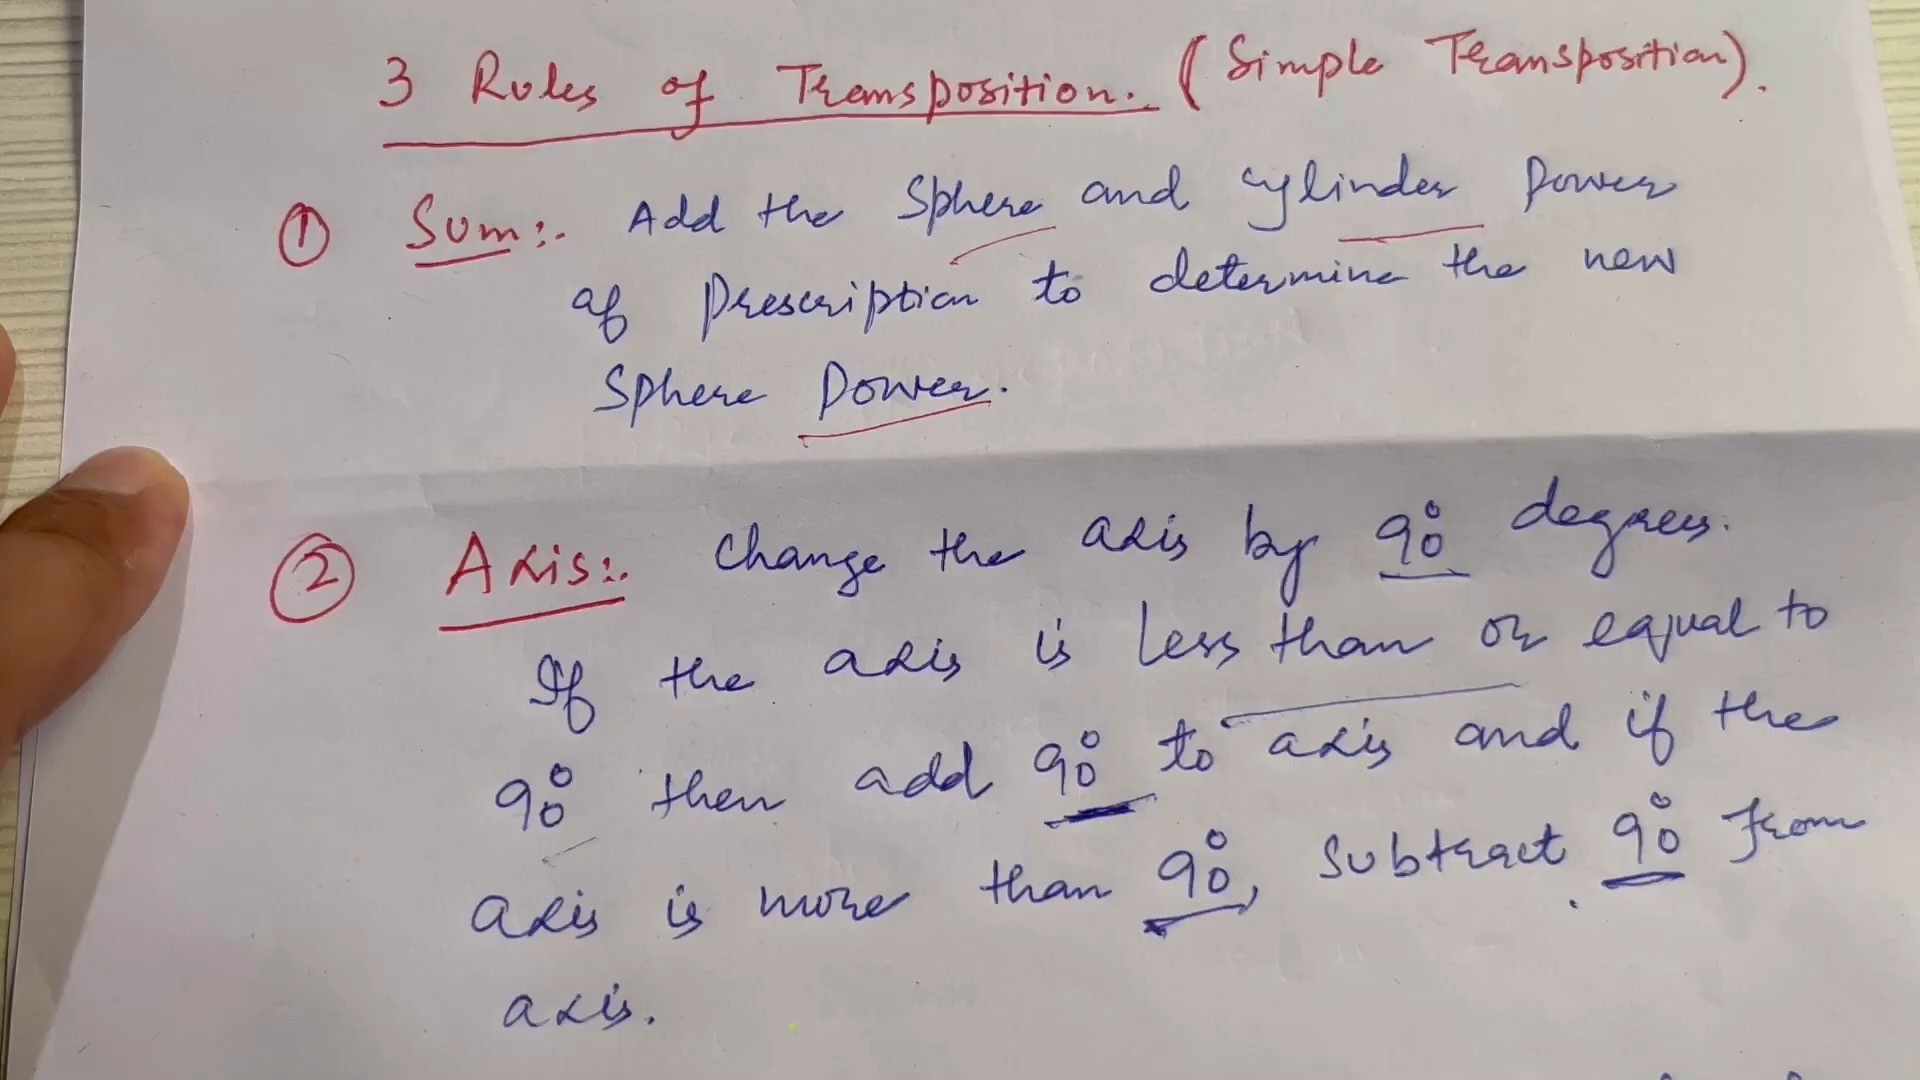 3 Rules of Transposition. (Simple Transposition).
① Sum:. Add the Sphere and cylinder Power
of Prescription to determine the new
Sphere Power.
② Axis:. Change the axis by 90° degrees.
If the axis is less than or equal to
90° then add 90° to axis and if the
axis is more than 90°, subtract 90° from
axis.